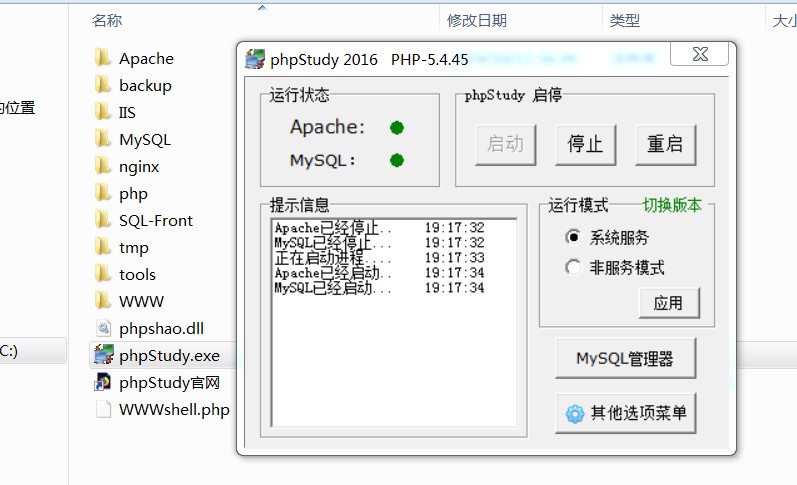 名称
修改日期
类型
大小
的位置
C:)
Apache
backup
IIS
MySQL
nginx
php
SQL-Front
tmp
tools
WWW
phpshao.dll
phpStudy.exe
phpStudy官网
WWWshell.php
phpStudy 2016 PHP-5.4.45
运行状态
Apache:
MySQL:
phpStudy 启停
启动
停止
重启
提示信息
Apache已经停止.. 19:17:32
MySQL已经停止... 19:17:32
正在启动进程.... 19:17:33
Apache已经启动.. 19:17:34
MySQL已经启动... 19:17:34
运行模式 切换版本
系统服务
非服务模式
应用
MySQL管理器
其他选项菜单